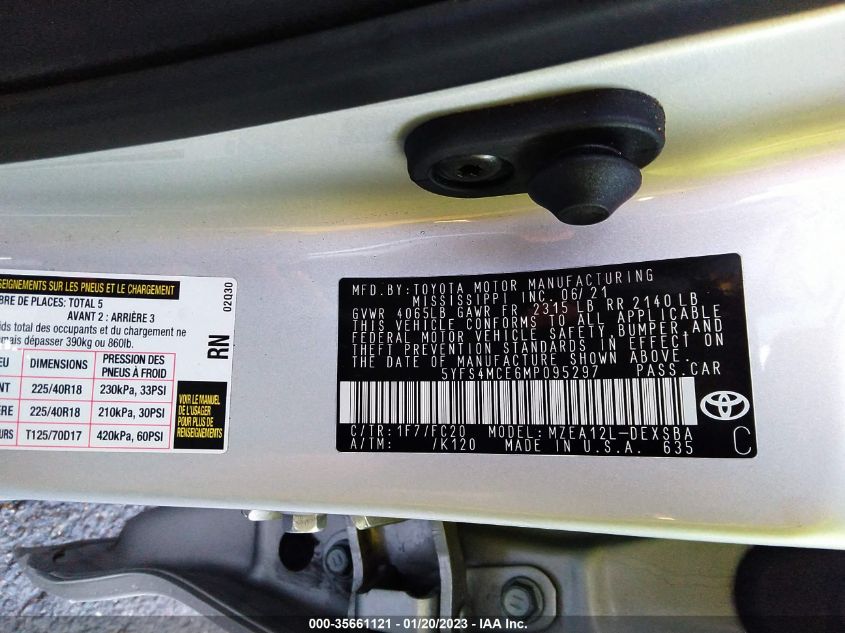 SEIGNEMENTS SUR LES PNEUS ET LE CHARGEMENT
BRE DE PLACES: TOTAL 5
AVANT 2 : ARRIÈRE 3
ids total des occupants et du chargement ne
mais dépasser 390kg ou 860lb.
EU DIMENSIONS PRESSION DES PNEUS À FROID
NT 225/40R18 230kPa, 33PSI
ÈRE 225/40R18 210kPa, 30PSI
URS T125/70D17 420kPa, 60PSI
VOIR LE MANUEL
DE L'USAGER
POUR PLUS DE
RENSEIGNEMENTS
RN
02Q30
MFD.BY:TOYOTA MOTOR MANUFACTURING
MISSISSIPPI INC. 06/21
GVWR 4065LB GAWR FR 2315 LB RR 2140 LB
THIS VEHICLE CONFORMS TO ALL APPLICABLE
FEDERAL MOTOR VEHICLE SAFETY, BUMPER, AND
THEFT PREVENTION STANDARDS IN EFFECT ON
THE DATE OF MANUFACTURE SHOWN ABOVE.
5YFS4MCE6MP095297 PASS.CAR
C/TR:1F7/FC20 MODEL:MZEA12L-DEXSBA
A/TM: /K120 MADE IN U.S.A. 635
C
000-35661121 - 01/20/2023 - IAA Inc.